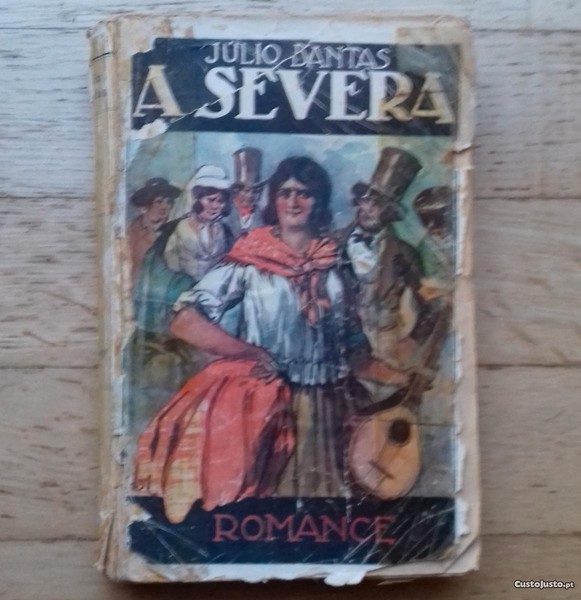 JÚLIO DANTAS
A SEVERA
ROMANCE
CustoJusto.pt